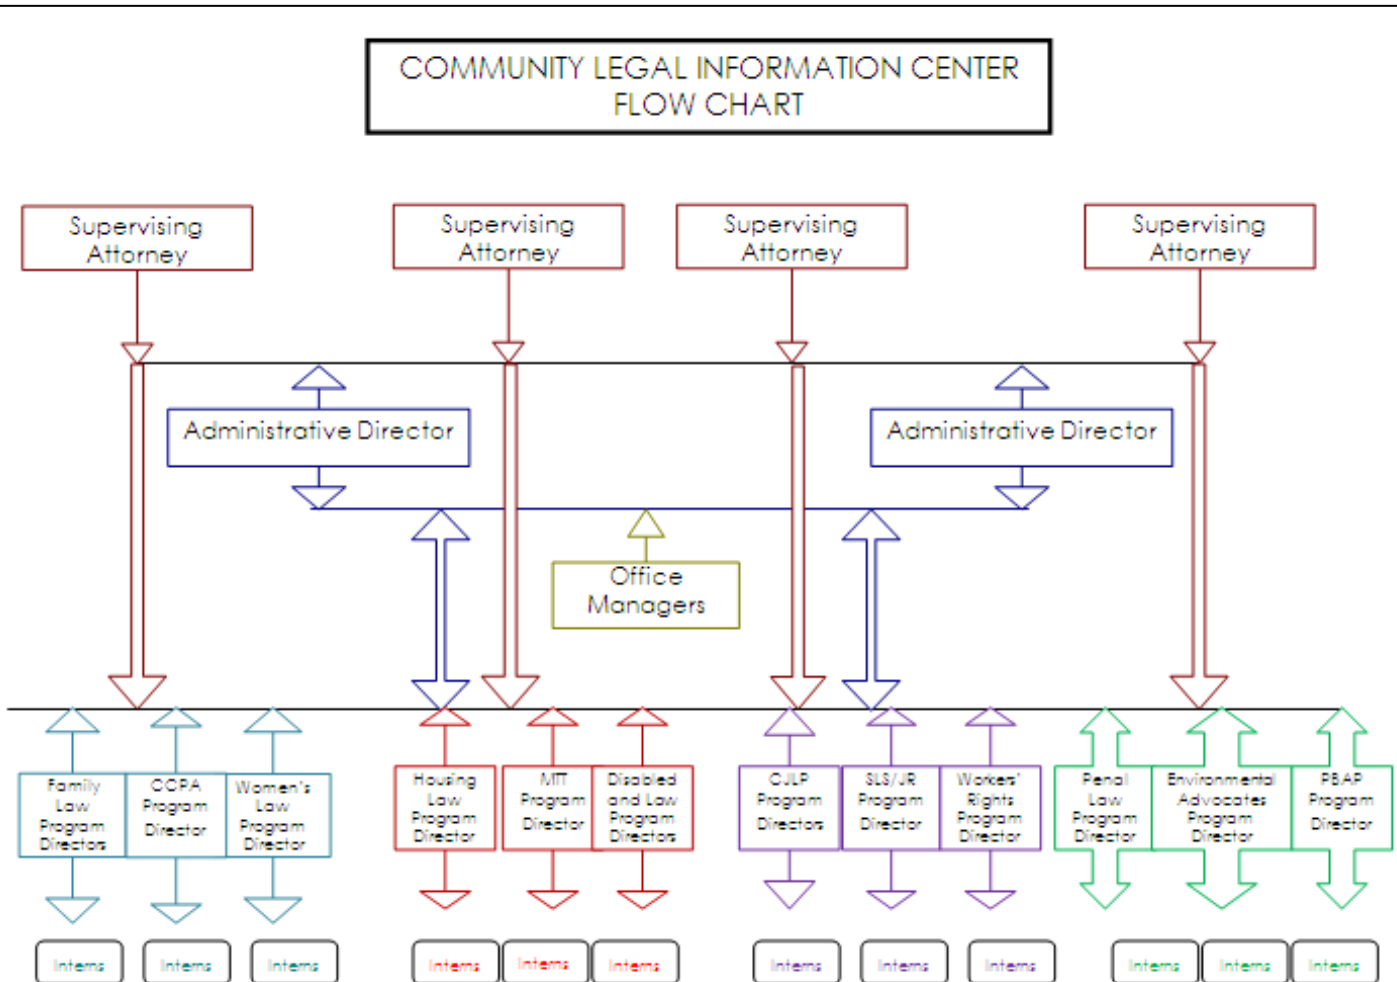 COMMUNITY LEGAL INFORMATION CENTER
FLOW CHART
Supervising
Attorney
Supervising
Attorney
Supervising
Attorney
Supervising
Attorney
Administrative Director
Administrative Director
Office
Managers
Family
Law
Program
Directors
CCPA
Program
Director
Women's
Law
Program
Director
Housing
Law
Program
Director
MTT
Program
Director
Disabled
and Law
Program
Directors
CJLP
Program
Directors
SLS/JR
Program
Director
Workers'
Rights
Program
Director
Penal
Law
Program
Director
Environmental
Advocates
Program
Director
PBAP
Program
Director
Interns
Interns
Interns
Interns
Interns
Interns
Interns
Interns
Interns
Interns
Interns
Interns